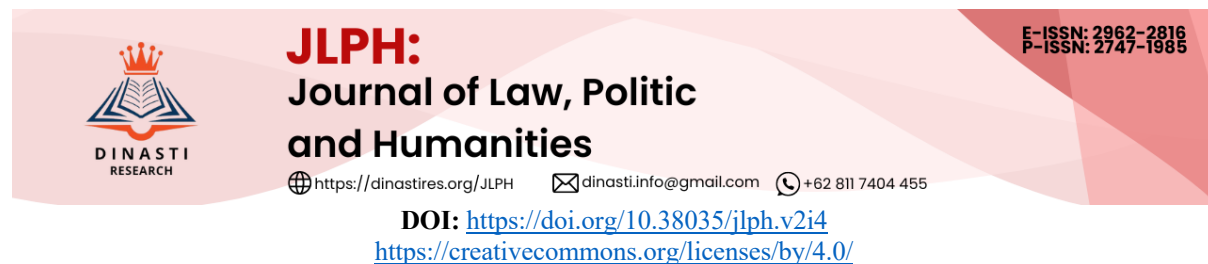 E-ISSN: 2962-2816
P-ISSN: 2747-1985
JLPH:
Journal of Law, Politic
and Humanities
DINASTI
RESEARCH
https://dinastires.org/JLPH dinasti.info@gmail.com +62 811 7404 455
DOI: https://doi.org/10.38035/jlph.v2i4
https://creativecommons.org/licenses/by/4.0/